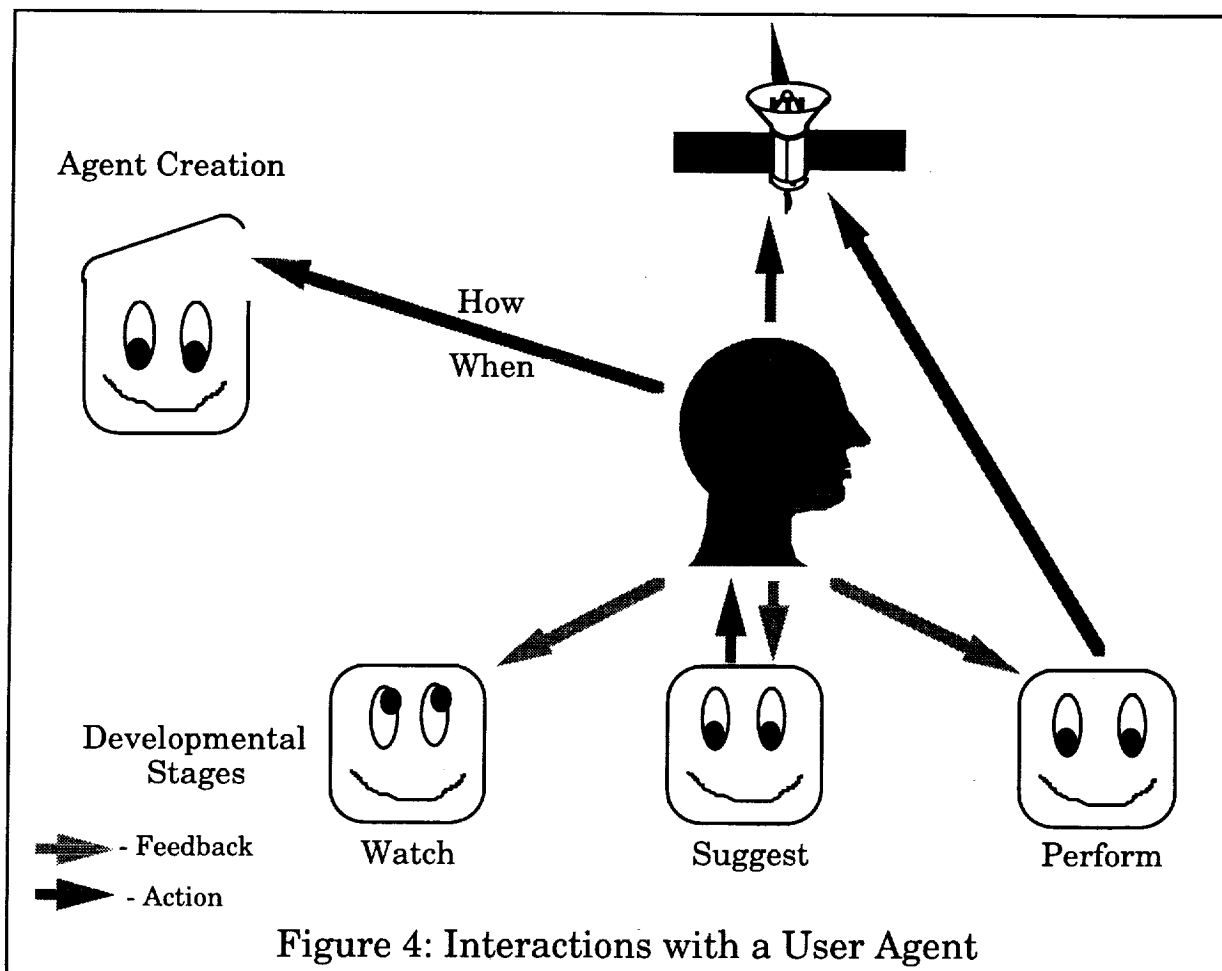 Agent Creation
How
When
Developmental
Stages
- Feedback
- Action
Watch
Suggest
Perform
Figure 4: Interactions with a User Agent